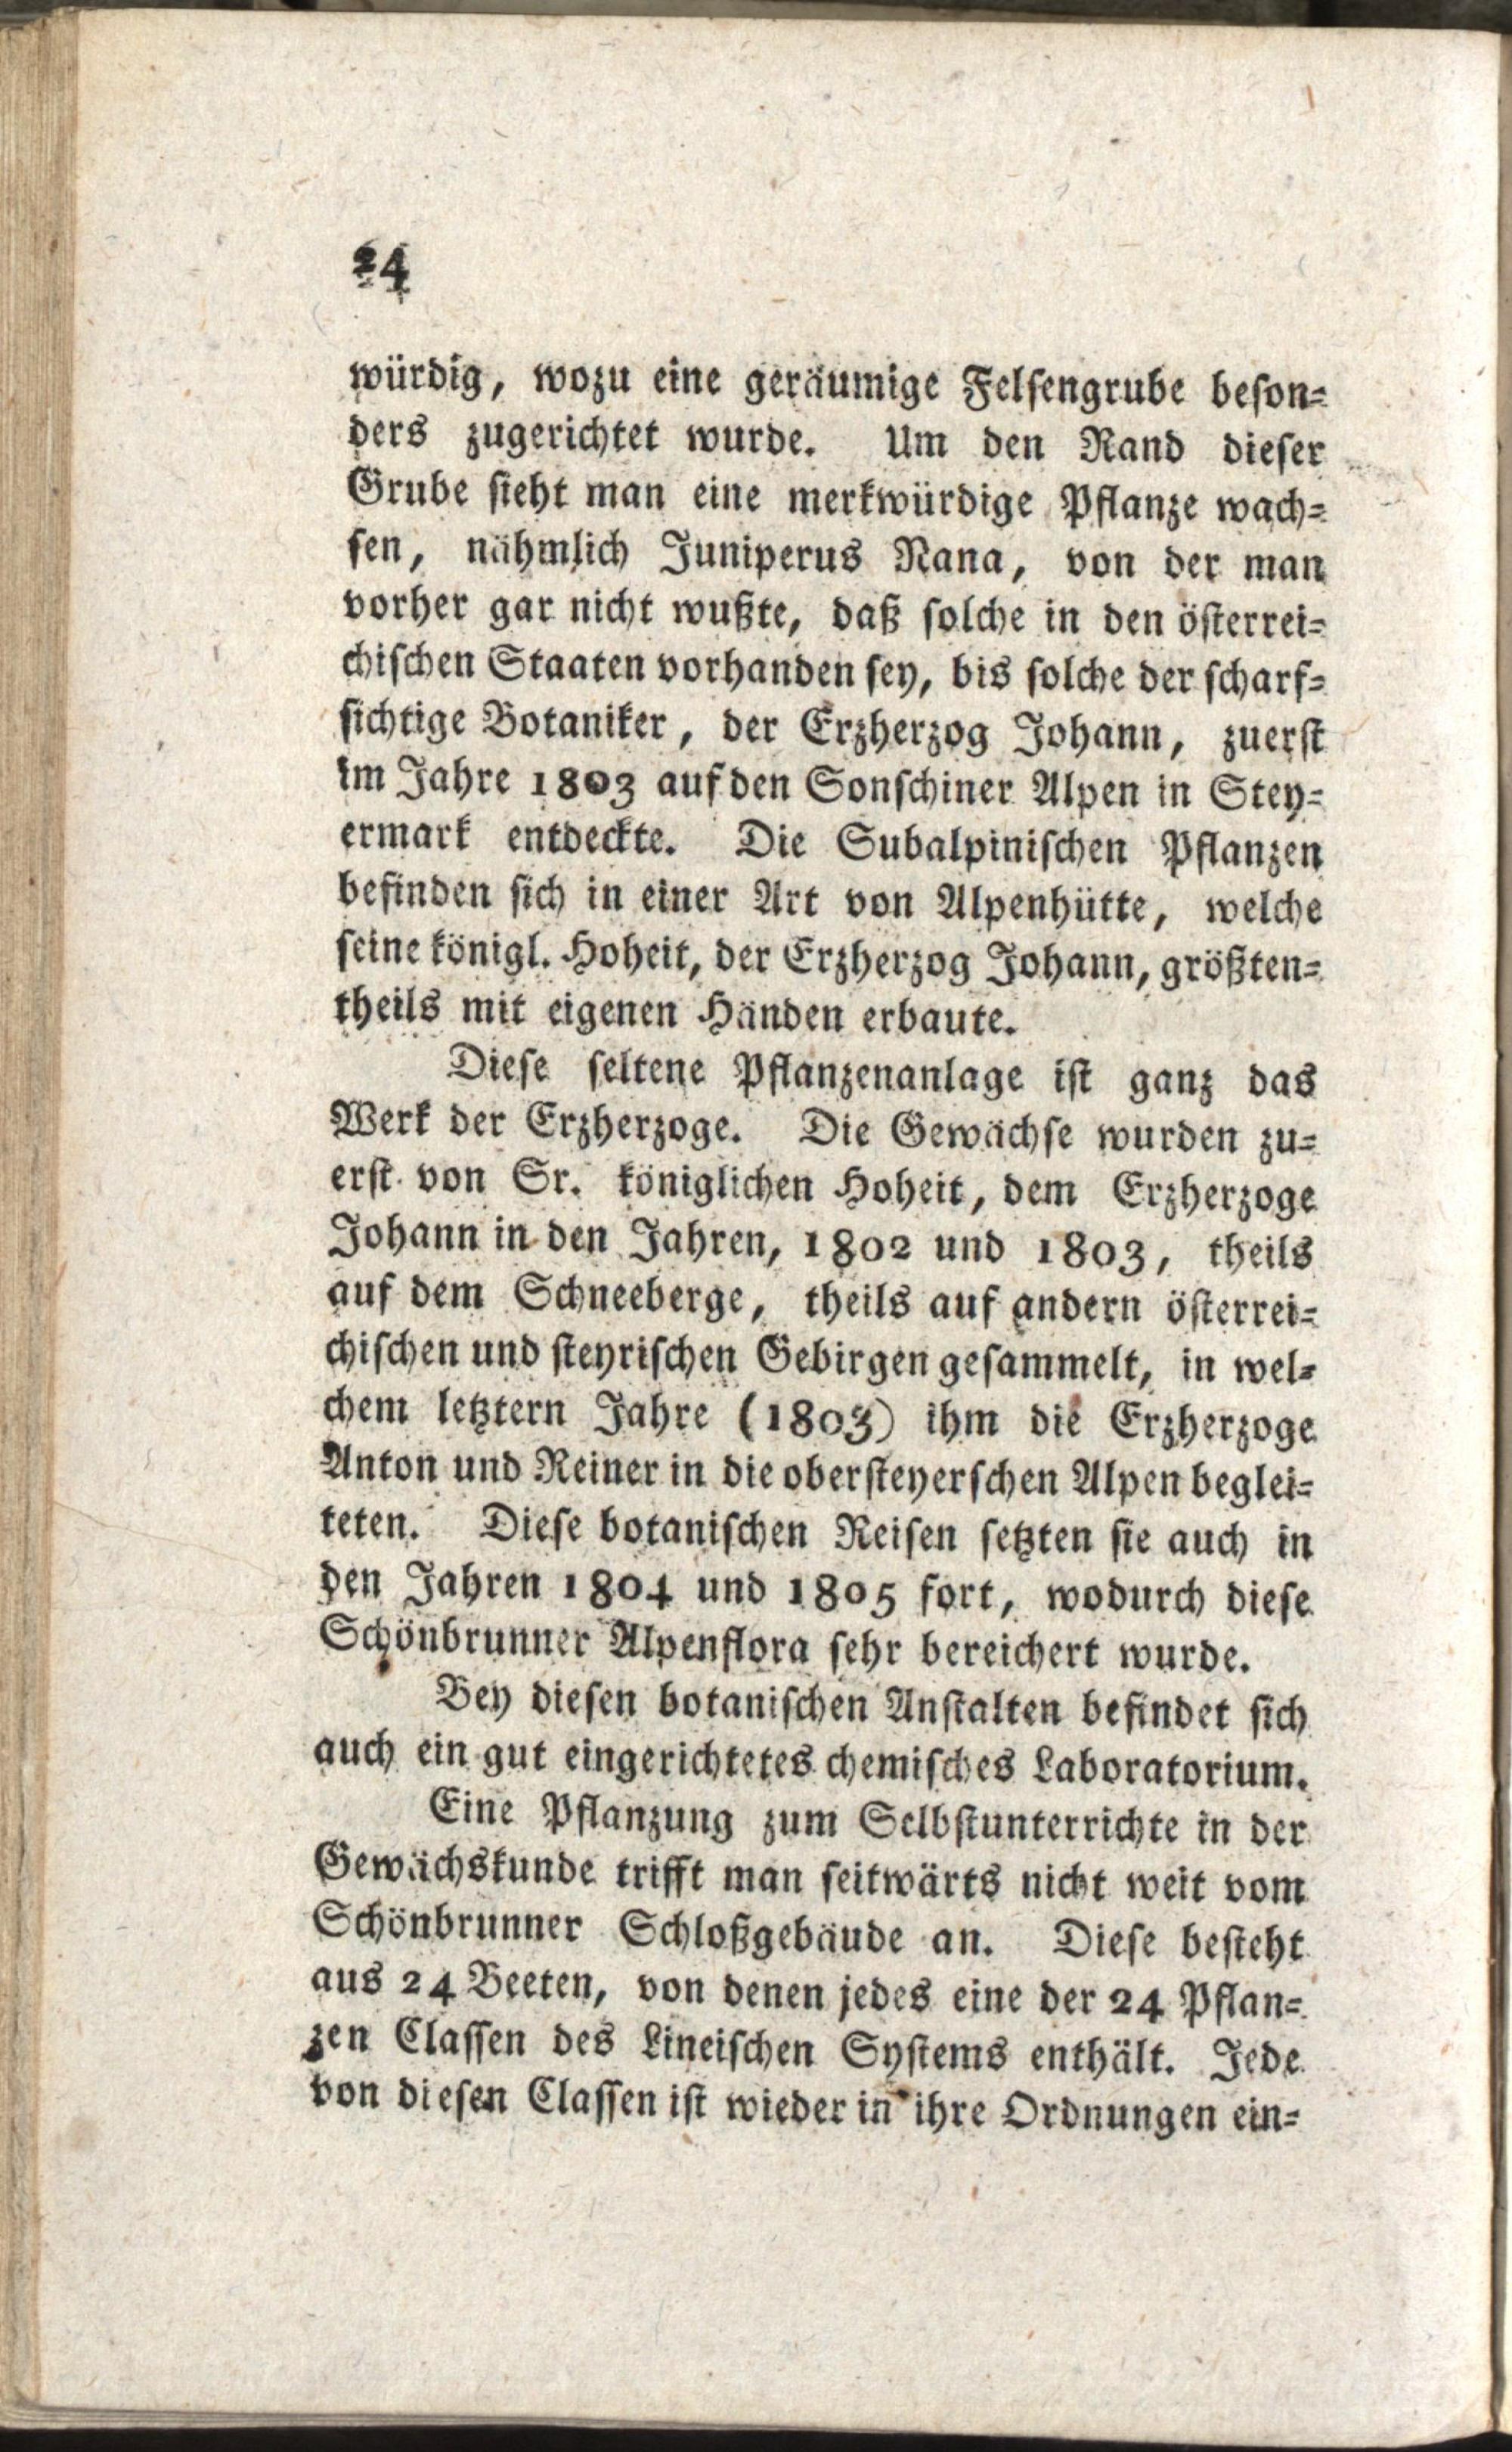 24
würdig, wozu eine geräumige Felsengrube beson=
ders zugerichtet wurde. Um den Rand dieser
Grube sieht man eine merkwürdige Pflanze wach=
sen, nähmlich Juniperus Nana, von der man
vorher gar nicht wußte, daß solche in den österrei=
chischen Staaten vorhanden sey, bis solche der scharf=
sichtige Botaniker, der Erzherzog Johann, zuerst
im Jahre 1803 auf den Sonschiner Alpen in Stey=
ermark entdeckte. Die Subalpinischen Pflanzen
befinden sich in einer Art von Alpenhütte, welche
seine königl. Hoheit, der Erzherzog Johann, größten=
theils mit eigenen Händen erbaute.
Diese seltene Pflanzenanlage ist ganz das
Werk der Erzherzoge. Die Gewächse wurden zu=
erst von Sr. königlichen Hoheit, dem Erzherzoge
Johann in den Jahren, 1802 und 1803, theils
auf dem Schneeberge, theils auf andern österrei=
chischen und steyrischen Gebirgen gesammelt, in wel=
chem letztern Jahre (1803) ihm die Erzherzoge
Anton und Reiner in die obersteyerschen Alpen beglei=
teten. Diese botanischen Reisen setzten sie auch in
den Jahren 1804 und 1805 fort, wodurch diese
Schönbrunner Alpenflora sehr bereichert wurde.
Bey diesen botanischen Anstalten befindet sich
auch ein gut eingerichtetes chemisches Laboratorium.
Eine Pflanzung zum Selbstunterrichte in der
Gewächskunde trifft man seitwärts nicht weit vom
Schönbrunner Schloßgebäude an. Diese besteht
aus 24 Beeten, von denen jedes eine der 24 Pflan=
zen Classen des Lineischen Systems enthält. Jede
von diesen Classen ist wieder in ihre Ordnungen ein=